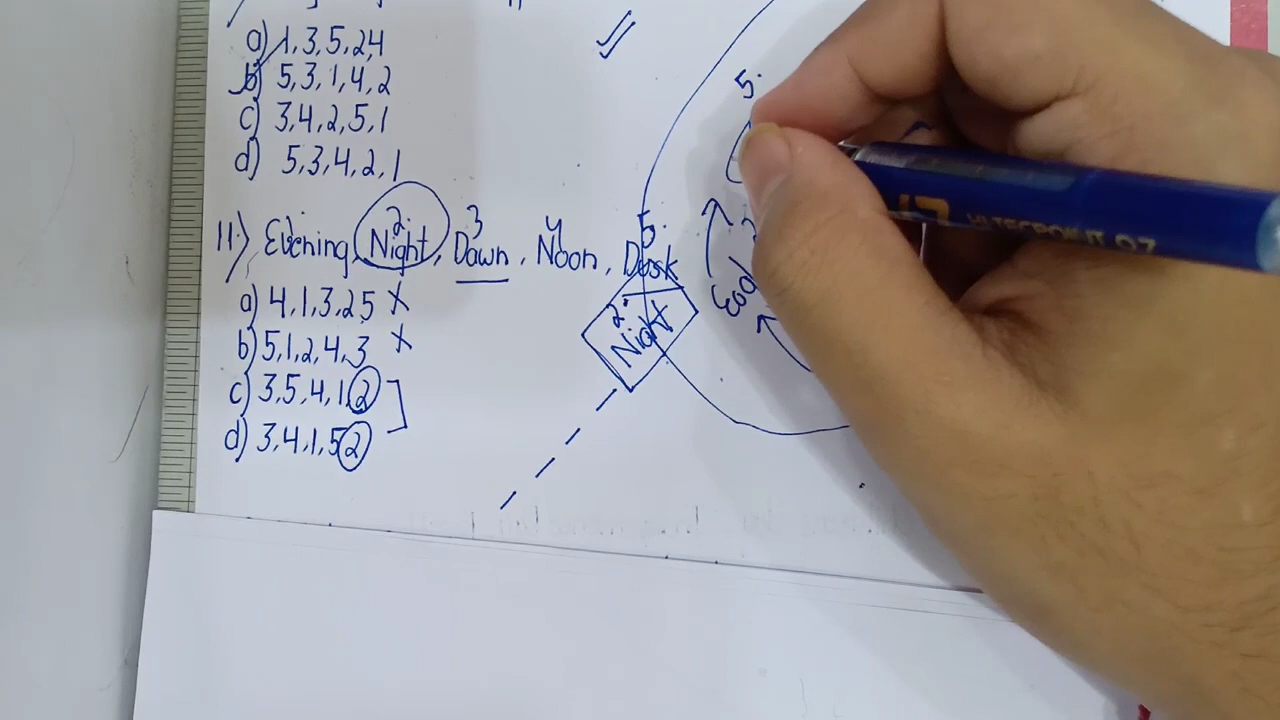 a) 1,3,5,2,4
b) 5,3,1,4,2
c) 3,4,2,5,1
d) 5,3,4,2,1
2 3 4 5.
11.) Evening, Night, Dawn, Noon, Dusk
a) 4,1,3,2,5 X
b) 5,1,2,4,3 X
c) 3,5,4,1,2
d) 3,4,1,5,2
5.
2.
Night